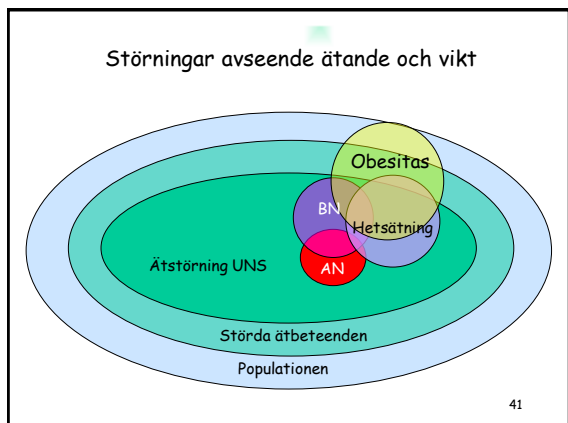 Störningar avseende ätande och vikt
Obesitas
BN
Hetsätning
Ätstörning UNS
AN
Störda ätbeteenden
Populationen
41